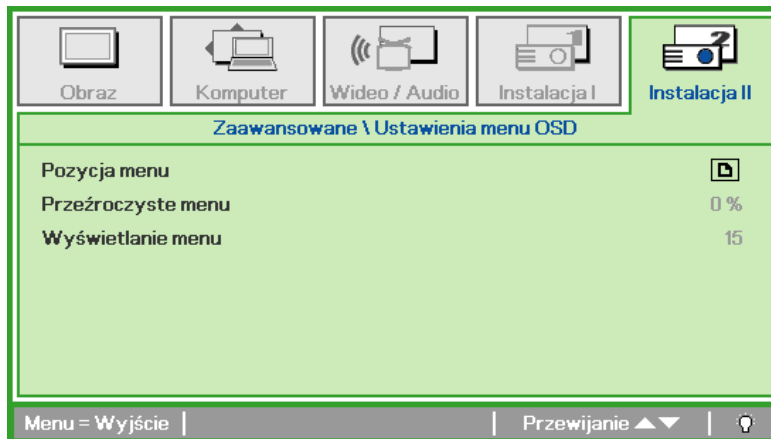 Obraz
Komputer
Wideo / Audio
Instalacja I
Instalacja II
Zaawansowane \ Ustawienia menu OSD
Pozycja menu
Przeźroczyste menu 0 %
Wyświetlanie menu 15
Menu = Wyjście Przewijanie